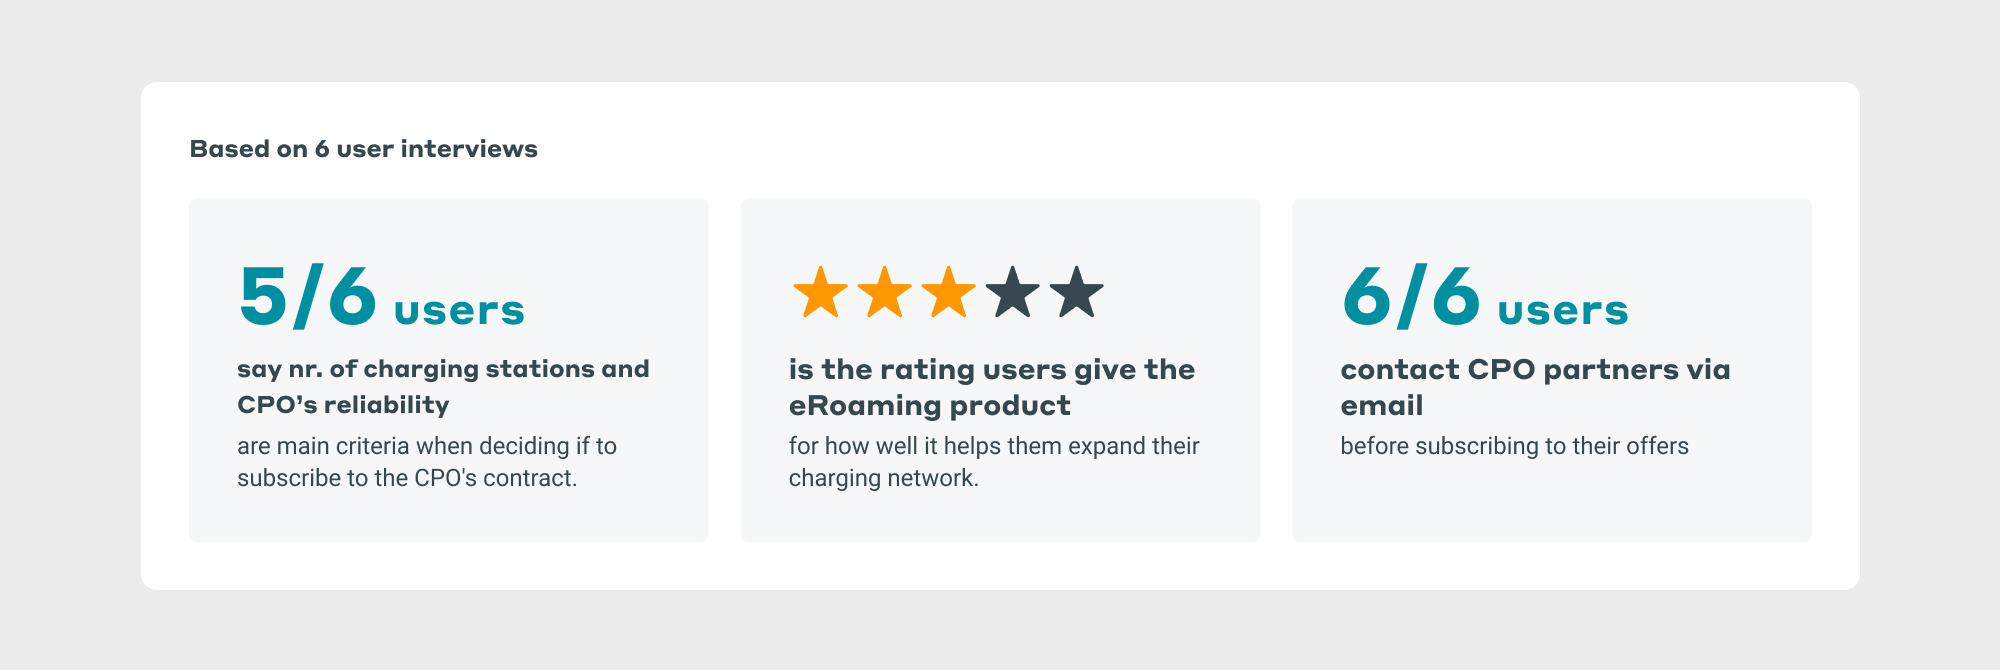 Based on 6 user interviews
5/6 users
say nr. of charging stations and
CPO’s reliability
are main criteria when deciding if to
subscribe to the CPO's contract.
is the rating users give the
eRoaming product
for how well it helps them expand their
charging network.
6/6 users
contact CPO partners via
email
before subscribing to their offers